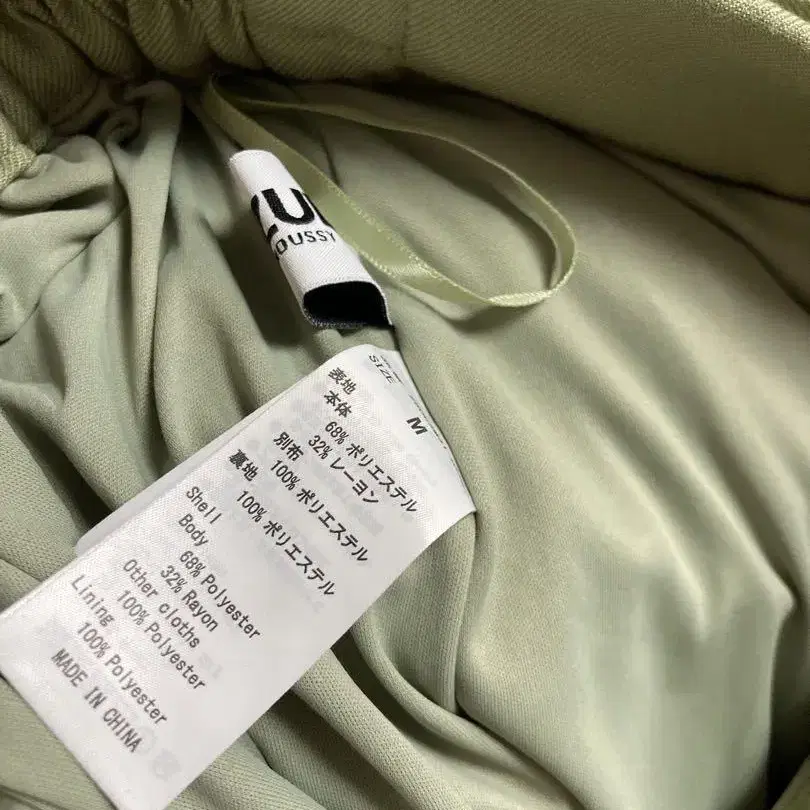 OUSSY
SIZE
M
表地
本体
68% ポリエステル
32% レーヨン
別布
100% ポリエステル
裏地
100% ポリエステル
Shell
Body
68% Polyester
32% Rayon
Other cloths
100% Polyester
Lining
100% Polyester
MADE IN CHINA